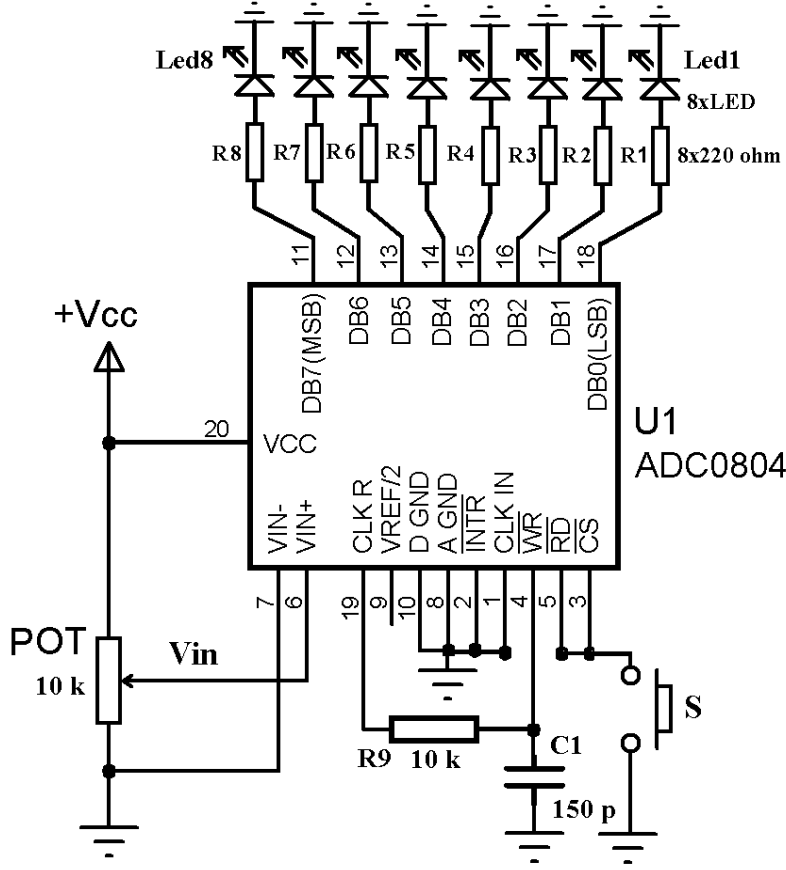 Led8
Led1
8xLED
R8 R7 R6 R5 R4 R3 R2 R1 8x220 ohm
11 12 13 14 15 16 17 18
DB7(MSB) DB6 DB5 DB4 DB3 DB2 DB1 DB0(LSB)
+Vcc
20
VCC
U1
ADC0804
VIN- VIN+ CLK R VREF/2 D GND A GND INTR CLK IN WR RD CS
7 6 19 9 10 8 2 1 4 5 3
POT
10 k
Vin
S
R9
10 k
C1
150 p